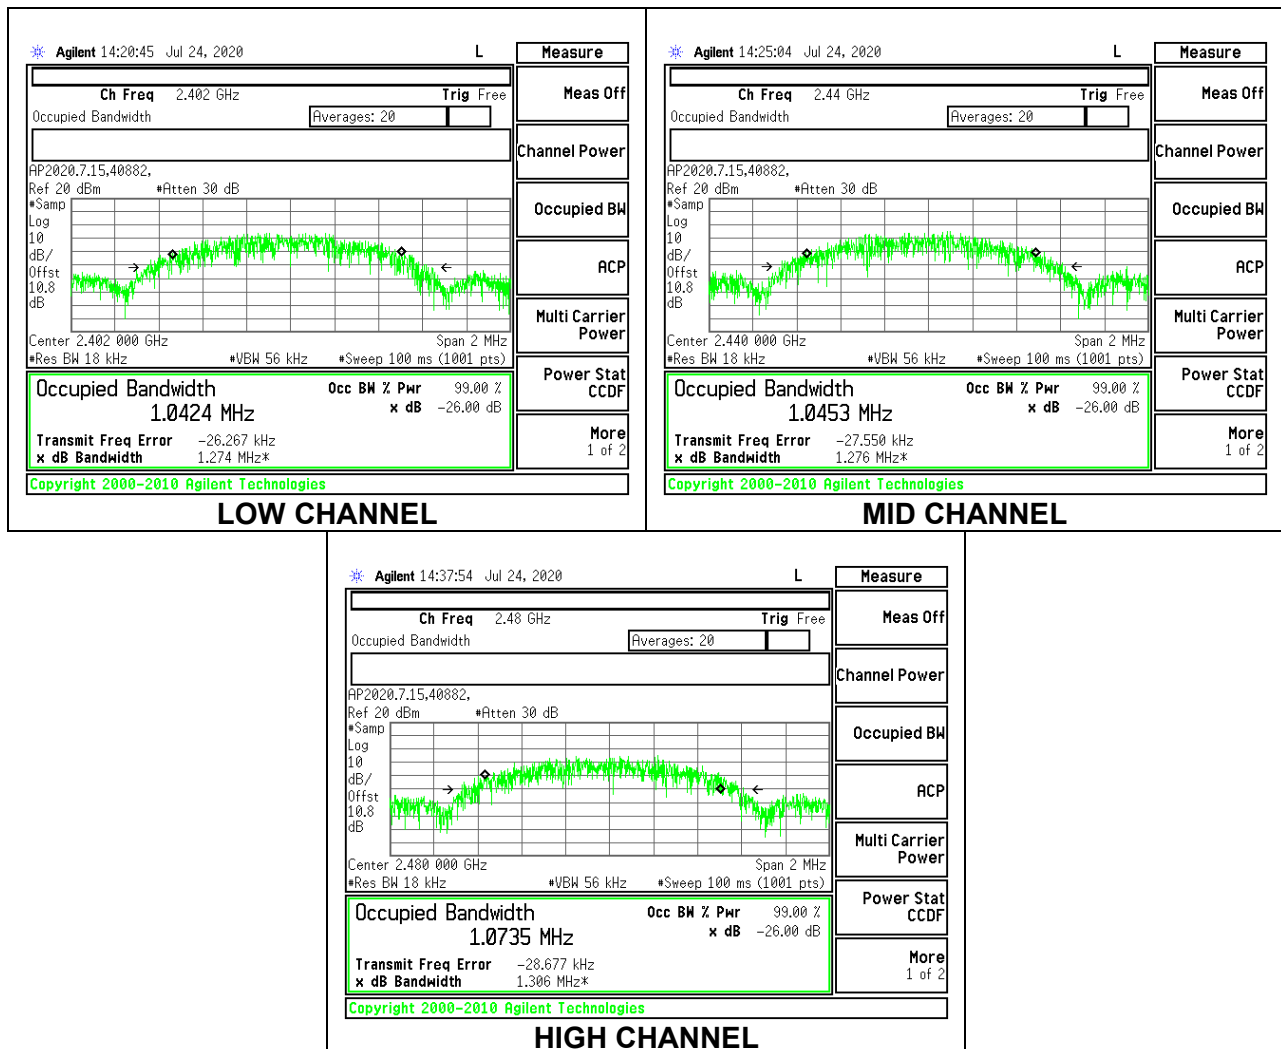 Agilent 14:20:45 Jul 24, 2020 L Measure
Ch Freq 2.402 GHz Trig Free
Meas Off
Occupied Bandwidth Averages: 20
Channel Power
AP2020.7.15,40882,
Ref 20 dBm #Atten 30 dB
#Samp
Log
10
dB/
Offst
10.8
dB
Occupied BW
ACP
Multi Carrier
Power
Center 2.402 000 GHz Span 2 MHz
#Res BW 18 kHz #VBW 56 kHz #Sweep 100 ms (1001 pts)
Power Stat
CCDF
Occupied Bandwidth Occ BW % Pwr 99.00 %
1.0424 MHz x dB -26.00 dB
More
1 of 2
Transmit Freq Error -26.267 kHz
x dB Bandwidth 1.274 MHz*
Copyright 2000-2010 Agilent Technologies
LOW CHANNEL
Agilent 14:25:04 Jul 24, 2020 L Measure
Ch Freq 2.44 GHz Trig Free
Meas Off
Occupied Bandwidth Averages: 20
Channel Power
AP2020.7.15,40882,
Ref 20 dBm #Atten 30 dB
#Samp
Log
10
dB/
Offst
10.8
dB
Occupied BW
ACP
Multi Carrier
Power
Center 2.440 000 GHz Span 2 MHz
#Res BW 18 kHz #VBW 56 kHz #Sweep 100 ms (1001 pts)
Power Stat
CCDF
Occupied Bandwidth Occ BW % Pwr 99.00 %
1.0453 MHz x dB -26.00 dB
More
1 of 2
Transmit Freq Error -27.550 kHz
x dB Bandwidth 1.276 MHz*
Copyright 2000-2010 Agilent Technologies
MID CHANNEL
Agilent 14:37:54 Jul 24, 2020 L Measure
Ch Freq 2.48 GHz Trig Free
Meas Off
Occupied Bandwidth Averages: 20
Channel Power
AP2020.7.15,40882,
Ref 20 dBm #Atten 30 dB
#Samp
Log
10
dB/
Offst
10.8
dB
Occupied BW
ACP
Multi Carrier
Power
Center 2.480 000 GHz Span 2 MHz
#Res BW 18 kHz #VBW 56 kHz #Sweep 100 ms (1001 pts)
Power Stat
CCDF
Occupied Bandwidth Occ BW % Pwr 99.00 %
1.0735 MHz x dB -26.00 dB
More
1 of 2
Transmit Freq Error -28.677 kHz
x dB Bandwidth 1.306 MHz*
Copyright 2000-2010 Agilent Technologies
HIGH CHANNEL